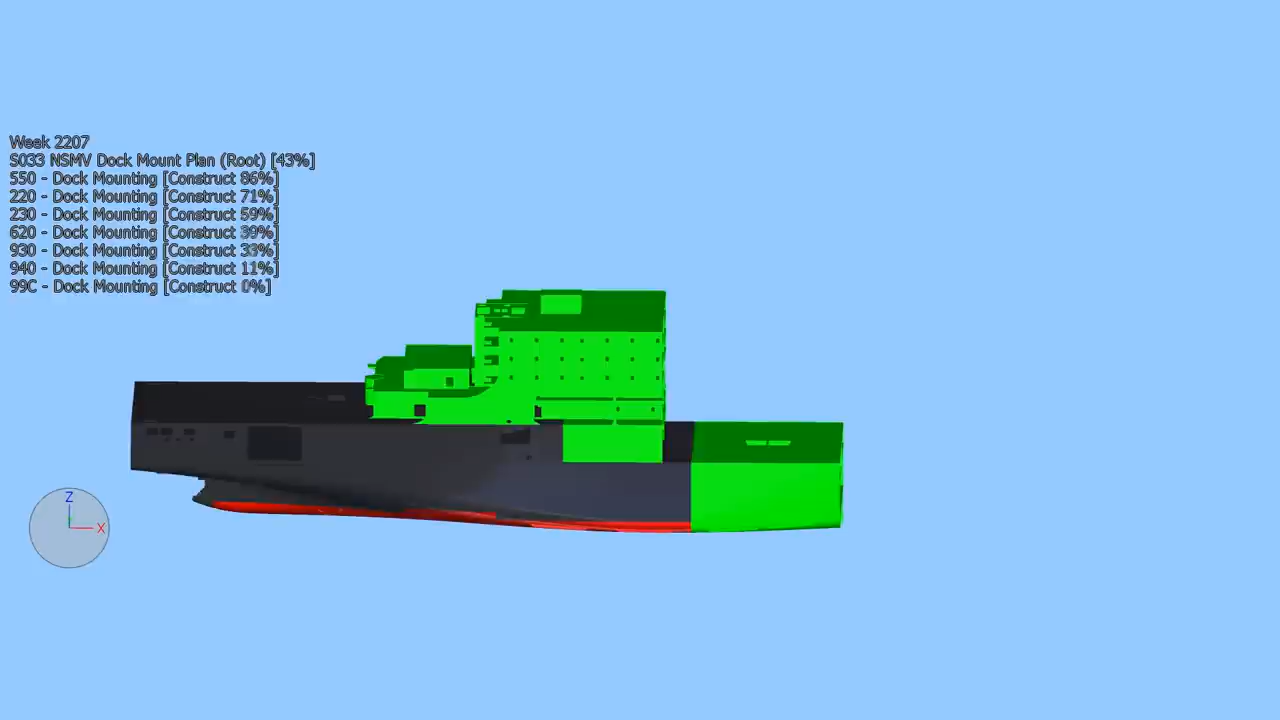 Week 2207
S033 NSMV Dock Mount Plan (Root) [43%]
550 - Dock Mounting [Construct 86%]
220 - Dock Mounting [Construct 71%]
230 - Dock Mounting [Construct 59%]
620 - Dock Mounting [Construct 39%]
930 - Dock Mounting [Construct 33%]
940 - Dock Mounting [Construct 11%]
99C - Dock Mounting [Construct 0%]
Z
X